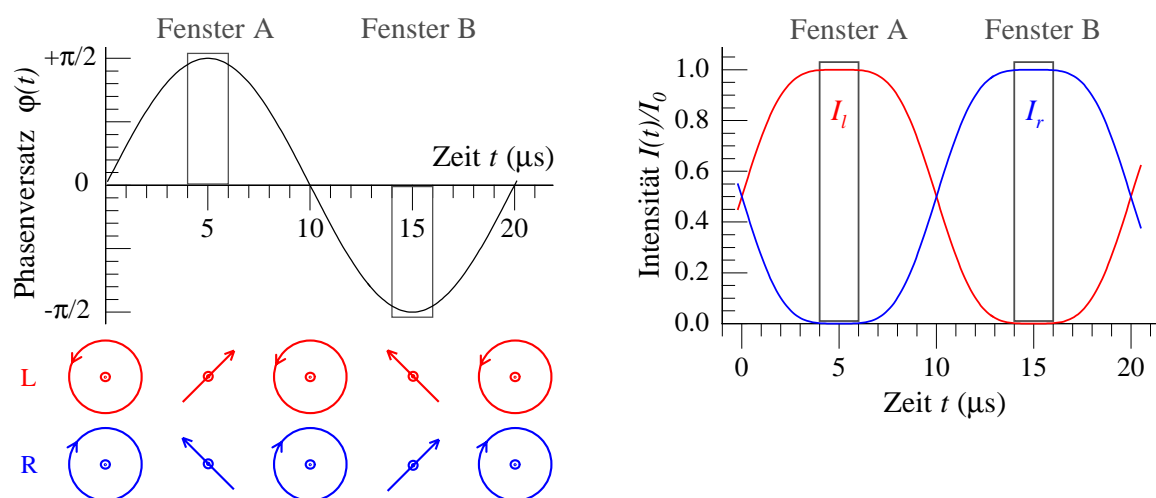 Fenster A Fenster B
+π/2
Phasenversatz φ(t)
Zeit t (μs)
0
5 10 15 20
-π/2
L
R
Fenster A Fenster B
1.0
I_l I_r
0.8
Intensität I(t)/I_0
0.6
0.4
0.2
0.0
0 5 10 15 20
Zeit t (μs)